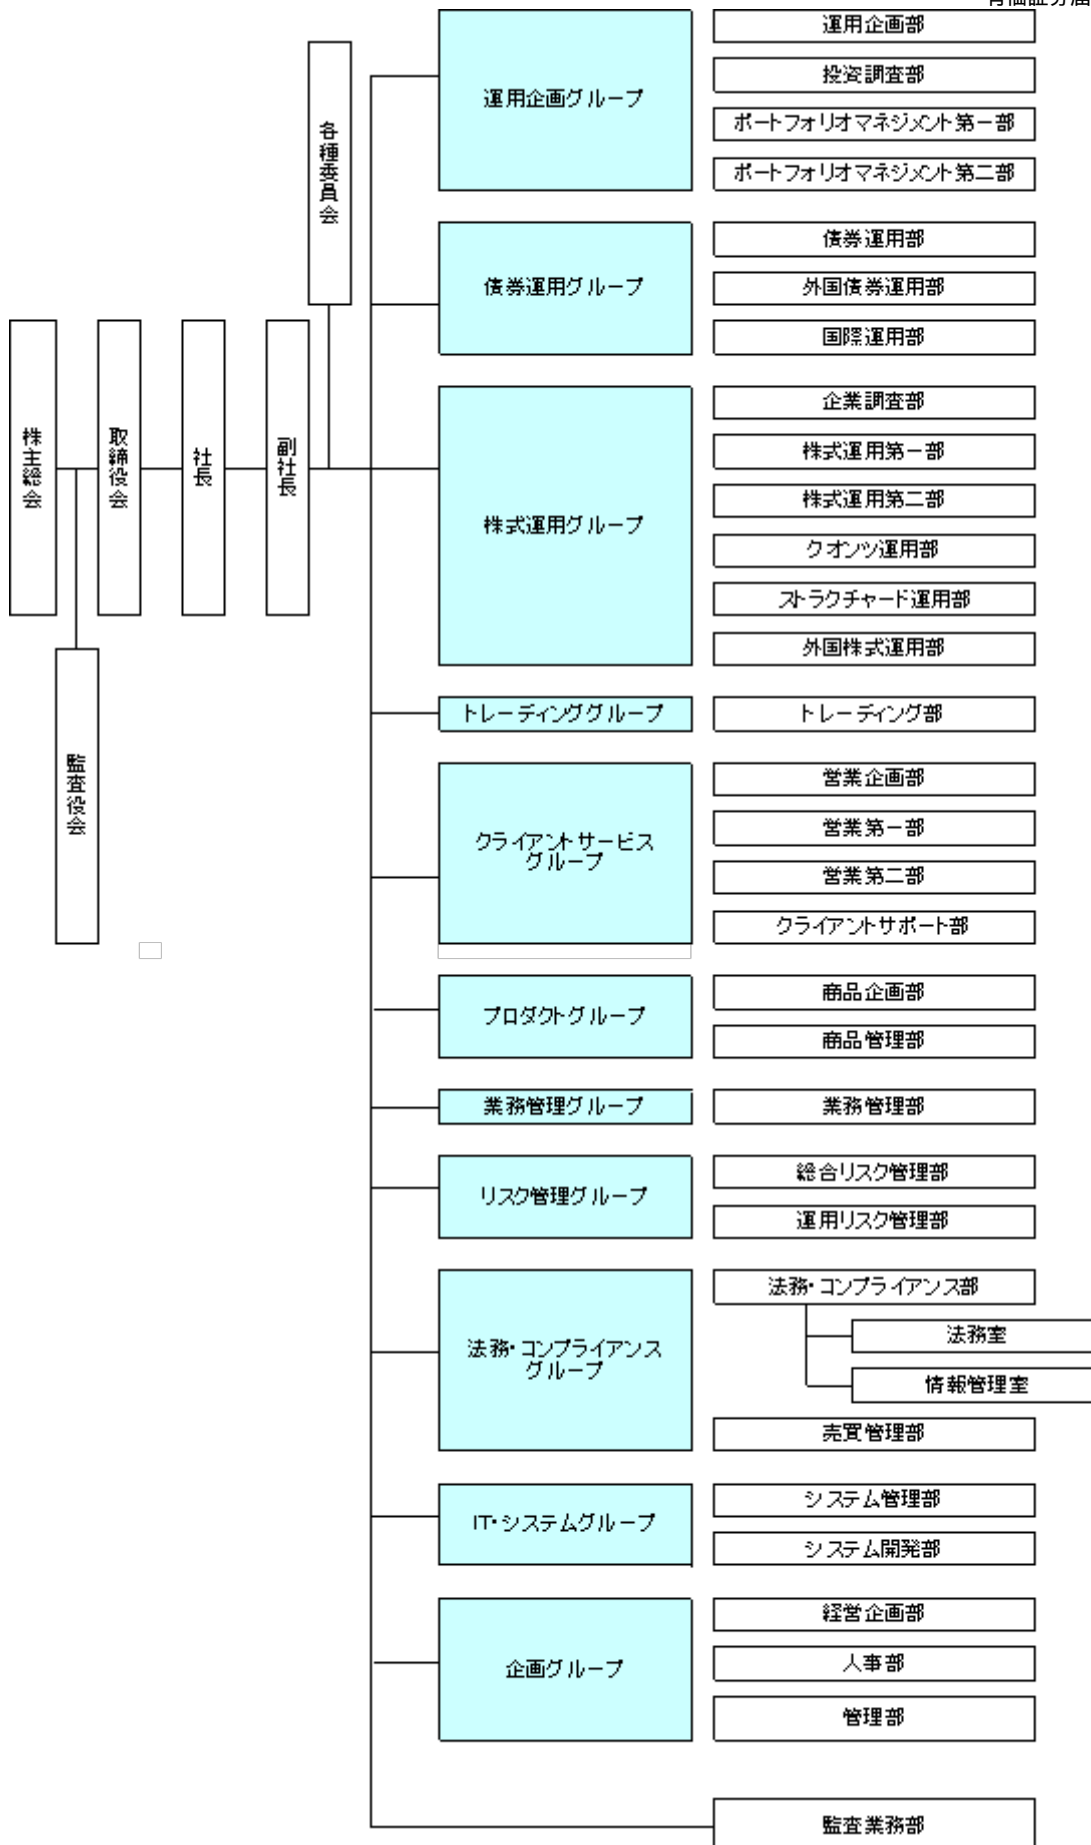 株主総会
監査役会
取締役会
社長
副社長
各種委員会
運用企画グループ
運用企画部
投資調査部
ポートフォリオマネジメント第一部
ポートフォリオマネジメント第二部
債券運用グループ
債券運用部
外国債券運用部
国際運用部
株式運用グループ
企業調査部
株式運用第一部
株式運用第二部
クオンツ運用部
ストラクチャード運用部
外国株式運用部
トレーディンググループ
トレーディング部
クライアントサービス
グループ
営業企画部
営業第一部
営業第二部
クライアントサポート部
プロダクトグループ
商品企画部
商品管理部
業務管理グループ
業務管理部
リスク管理グループ
総合リスク管理部
運用リスク管理部
法務・コンプライアンス
グループ
法務・コンプライアンス部
法務室
情報管理室
売買管理部
IT・システムグループ
システム管理部
システム開発部
企画グループ
経営企画部
人事部
管理部
監査業務部